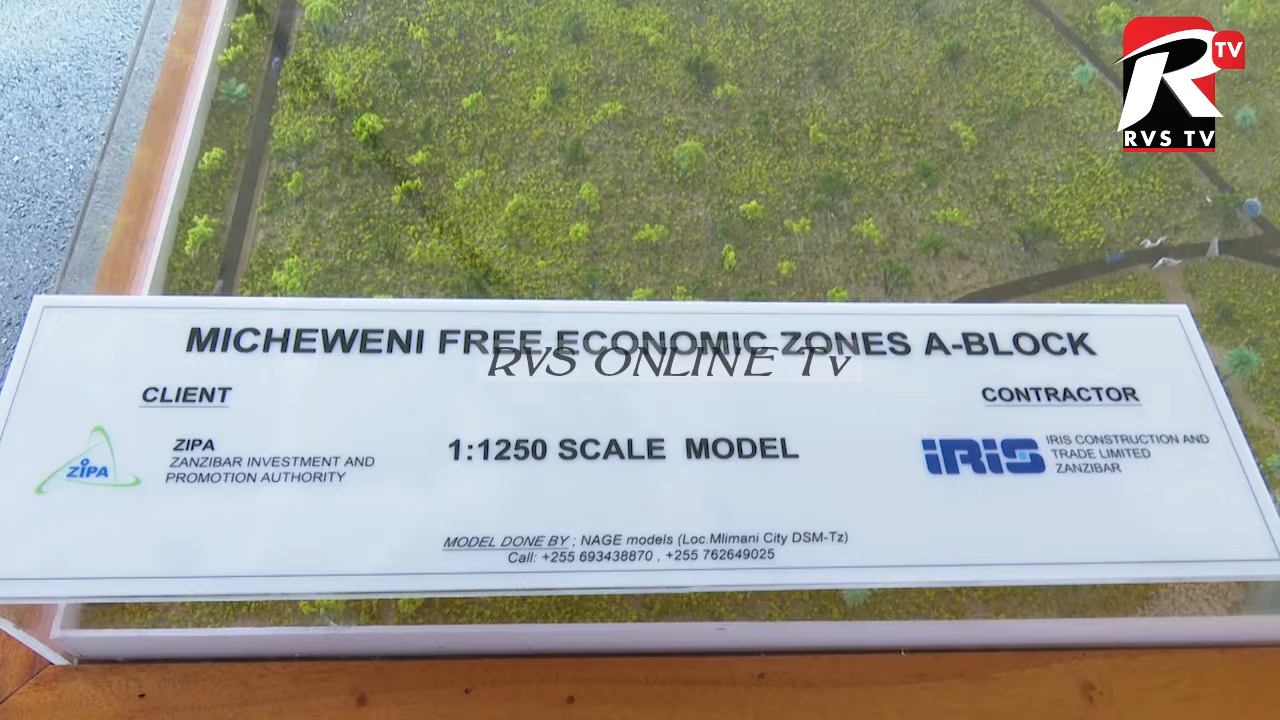 TV
R
RVS TV
MICHEWENI FREE ECONOMIC ZONES A-BLOCK
RVS ONLINE Tv
CLIENT
CONTRACTOR
ZIPA
ZIPA
ZANZIBAR INVESTMENT AND
PROMOTION AUTHORITY
1:1250 SCALE MODEL
iRiS
IRIS CONSTRUCTION AND
TRADE LIMITED
ZANZIBAR
MODEL DONE BY ; NAGE models (Loc.Mlimani City DSM-Tz)
Call: +255 693438870 , +255 762649025